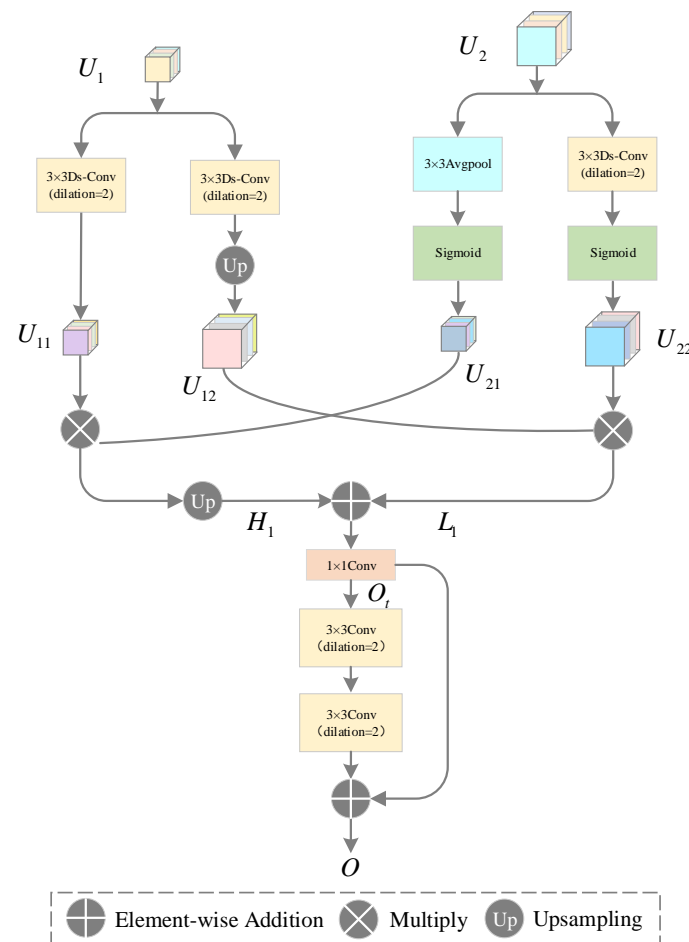 U1
U2
3×3Ds-Conv
(dilation=2)
3×3Ds-Conv
(dilation=2)
3×3Avgpool
3×3Ds-Conv
(dilation=2)
Up
Sigmoid
Sigmoid
U11
U12
U21
U22
Up
H1
L1
1×1Conv
Ot
3×3Conv
（dilation=2）
3×3Conv
（dilation=2）
O
Element-wise Addition
Multiply
Up
Upsampling